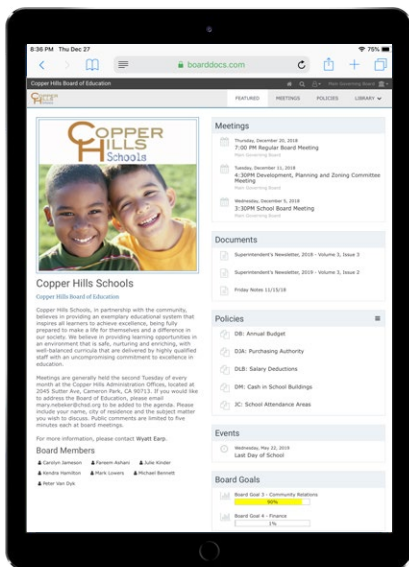 8:36 PM Thu Dec 27
75%
boarddocs.com
Copper Hills Board of Education
Main Governing Board
COPPER HILLS
FEATURED MEETINGS POLICIES LIBRARY
COPPER
HILLS
Schools
Copper Hills Schools
Copper Hills Board of Education
Copper Hills Schools, in partnership with the community,
believes in providing an exemplary educational system that
inspires all learners to achieve excellence, being fully
prepared to make a life for themselves and a difference in
our society. We believe in providing learning opportunities in
an environment that is safe, nurturing and enriching, with
well-balanced curricula that are delivered by highly qualified
staff with an uncompromising commitment to excellence in
education.
Meetings are generally held the second Tuesday of every
month at the Copper Hills Administration Offices, located at
2045 Sutter Ave, Cameron Park, CA 90713. If you would like
to address the Board of Education, please email
mary.nebeker@chsd.org to be added to the agenda. Please
include your name, city of residence and the subject matter
you wish to discuss. Public comments are limited to five
minutes each at board meetings.
For more information, please contact Wyatt Earp.
Board Members
Carolyn Jameson Fareem Ashani Julie Kinder
Kendra Hamilton Mark Lowers Michael Bennett
Peter Van Dyk
Meetings
Thursday, December 20, 2018
7:00 PM Regular Board Meeting
Main Governing Board
Tuesday, December 11, 2018
4:30PM Development, Planning and Zoning Committee
Meeting
Main Governing Board
Wednesday, December 5, 2018
3:30PM School Board Meeting
Main Governing Board
Documents
Superintendent's Newsletter, 2018 - Volume 3, Issue 3
Superintendent's Newsletter, 2019 - Volume 3, Issue 2
Friday Notes 11/15/18
Policies
DB: Annual Budget
DJA: Purchasing Authority
DLB: Salary Deductions
DM: Cash in School Buildings
JC: School Attendance Areas
Events
Wednesday, May 22, 2019
Last Day of School
Board Goals
Board Goal 3 - Community Relations
90%
Board Goal 4 - Finance
1%